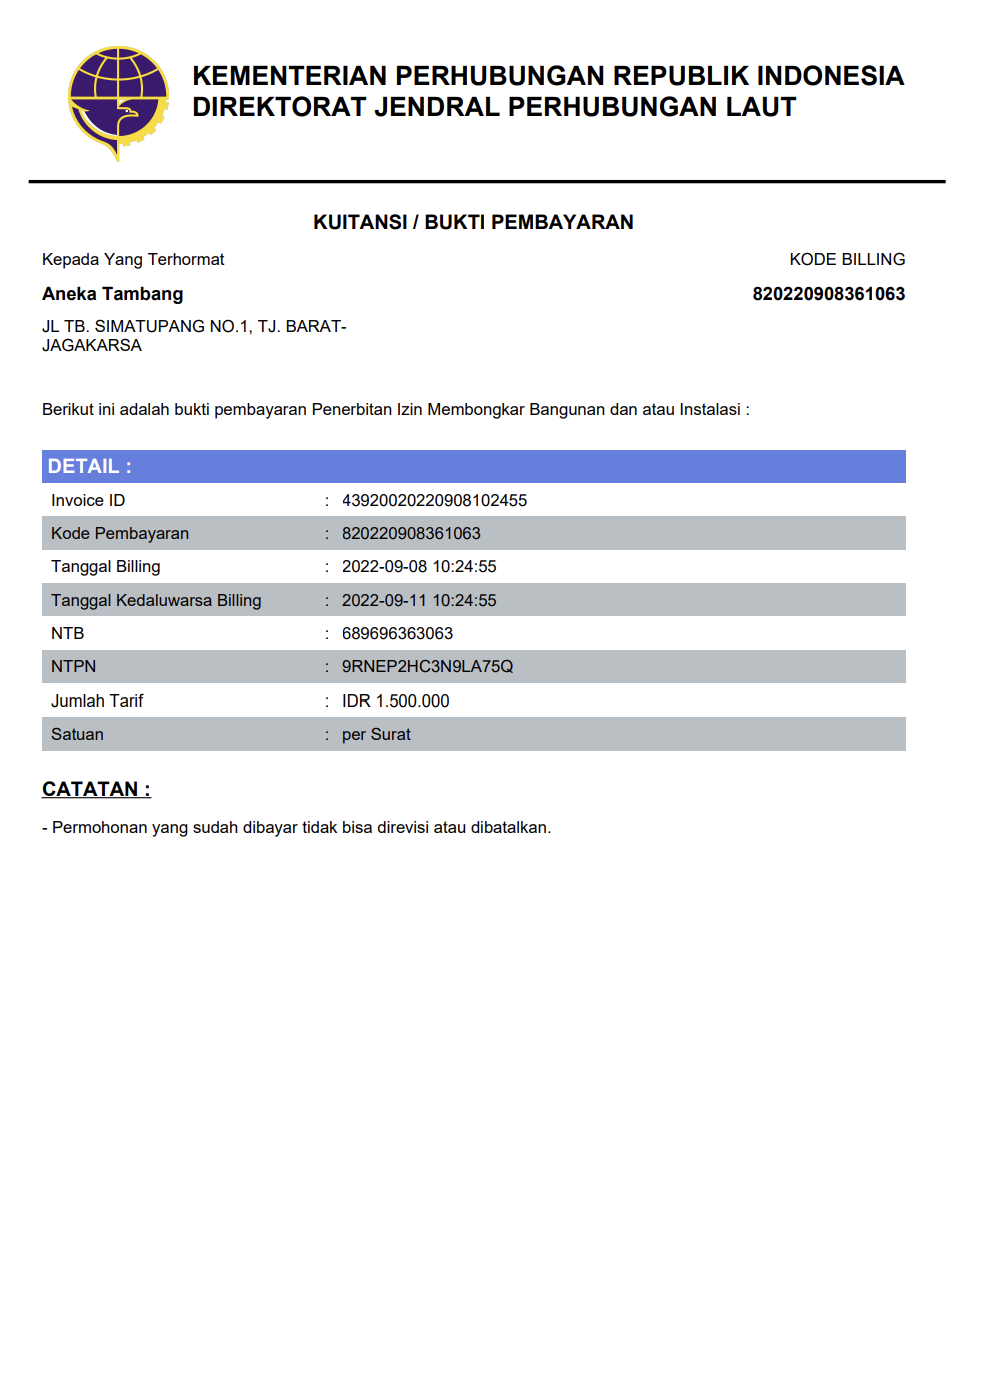 KEMENTERIAN PERHUBUNGAN REPUBLIK INDONESIA
DIREKTORAT JENDRAL PERHUBUNGAN LAUT
KUITANSI / BUKTI PEMBAYARAN
Kepada Yang Terhormat KODE BILLING
Aneka Tambang 820220908361063
JL TB. SIMATUPANG NO.1, TJ. BARAT-
JAGAKARSA
Berikut ini adalah bukti pembayaran Penerbitan Izin Membongkar Bangunan dan atau Instalasi :
DETAIL :
Invoice ID : 43920020220908102455
Kode Pembayaran : 820220908361063
Tanggal Billing : 2022-09-08 10:24:55
Tanggal Kedaluwarsa Billing : 2022-09-11 10:24:55
NTB : 689696363063
NTPN : 9RNEP2HC3N9LA75Q
Jumlah Tarif : IDR 1.500.000
Satuan : per Surat
CATATAN :
- Permohonan yang sudah dibayar tidak bisa direvisi atau dibatalkan.